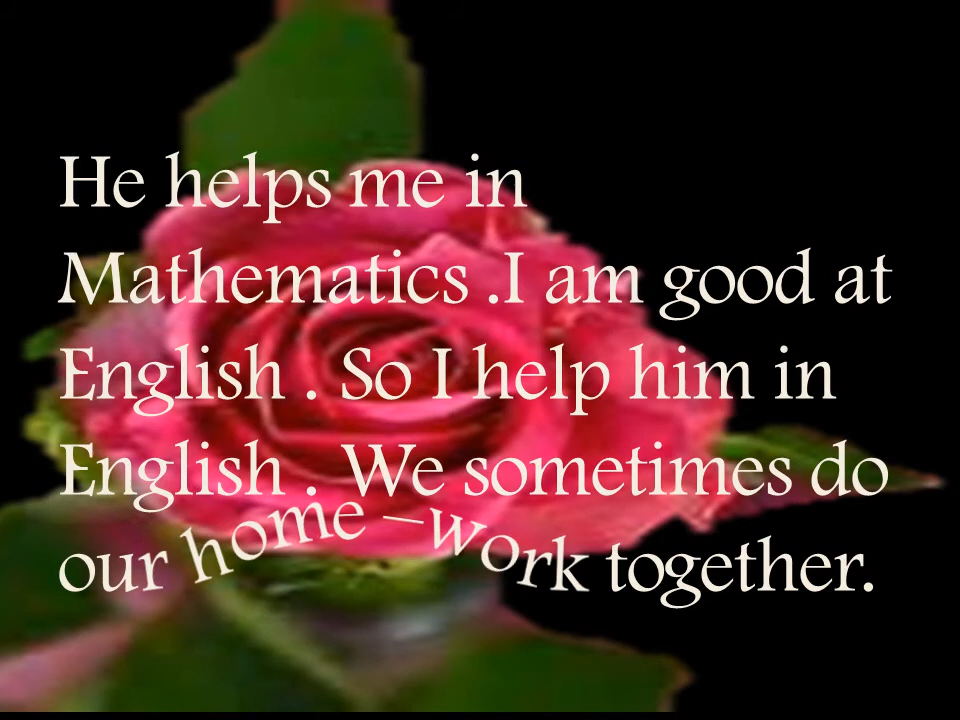 He helps me in
Mathematics .I am good at
English . So I help him in
English . We sometimes do
our home –work together.